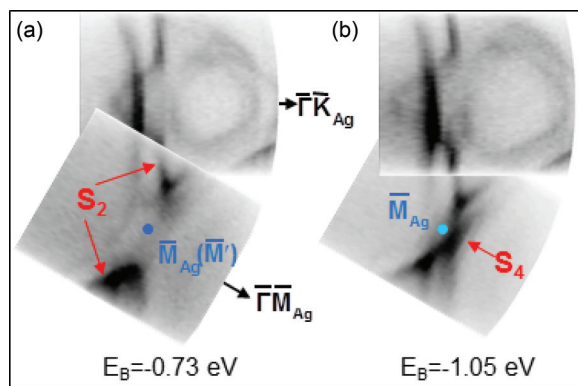 (a)
(b)
Γ̄K̄Ag
S2
M̄Ag(M̄′)
Γ̄M̄Ag
M̄Ag
S4
EB=-0.73 eV
EB=-1.05 eV